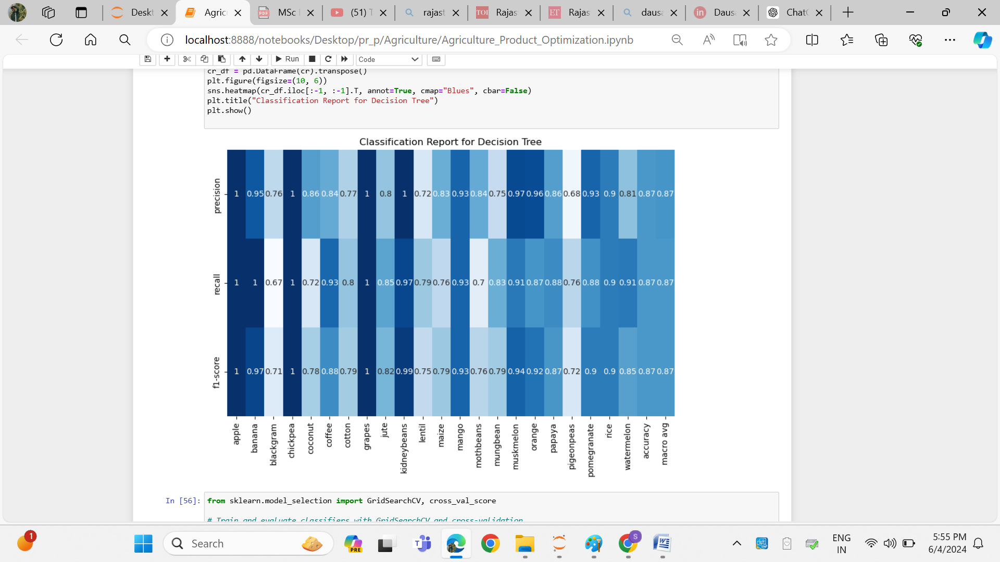 Deskt
Agric
MSc
(51) T
rajast
TOI Rajas
ET Rajas
daus
in Daus
Chat
localhost:8888/notebooks/Desktop/pr_p/Agriculture/Agriculture_Product_Optimization.ipynb
Run
Code
cr_df = pd.DataFrame(cr).transpose()
plt.figure(figsize=(10, 6))
sns.heatmap(cr_df.iloc[:-1, :-1].T, annot=True, cmap="Blues", cbar=False)
plt.title("Classification Report for Decision Tree")
plt.show()
Classification Report for Decision Tree
precision
1 0.95 0.76 1 0.86 0.84 0.77 1 0.8 1 0.72 0.83 0.93 0.84 0.75 0.97 0.96 0.86 0.68 0.93 0.9 0.81 0.87 0.87
recall
1 1 0.67 1 0.72 0.93 0.8 1 0.85 0.97 0.79 0.76 0.93 0.7 0.83 0.91 0.87 0.88 0.76 0.88 0.9 0.91 0.87 0.87
f1-score
1 0.97 0.71 1 0.78 0.88 0.79 1 0.82 0.99 0.75 0.79 0.93 0.76 0.79 0.94 0.92 0.87 0.72 0.9 0.9 0.85 0.87 0.87
apple
banana
blackgram
chickpea
coconut
coffee
cotton
grapes
jute
kidneybeans
lentil
maize
mango
mothbeans
mungbean
muskmelon
orange
papaya
pigeonpeas
pomegranate
rice
watermelon
accuracy
macro avg
In [56]:
from sklearn.model_selection import GridSearchCV, cross_val_score
# Train and evaluate classifiers with GridSearchCV and cross-validation
1
Search
PRE
T
S
W
ENG
IN
5:55 PM
6/4/2024